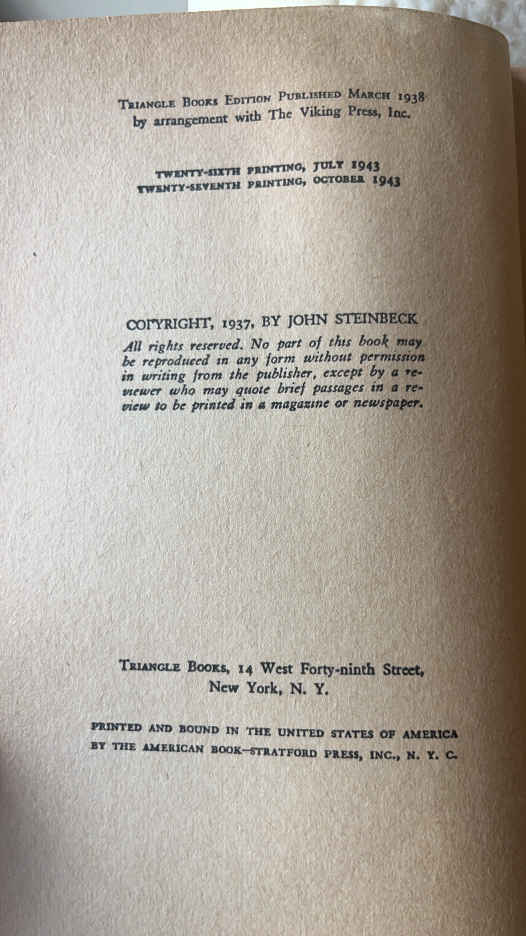 Triangle Books Edition Published March 1938
by arrangement with The Viking Press, Inc.
TWENTY-SIXTH PRINTING, JULY 1943
TWENTY-SEVENTH PRINTING, OCTOBER 1943
COPYRIGHT, 1937, BY JOHN STEINBECK
All rights reserved. No part of this book may
be reproduced in any form without permission
in writing from the publisher, except by a re-
viewer who may quote brief passages in a re-
view to be printed in a magazine or newspaper.
Triangle Books, 14 West Forty-ninth Street,
New York, N. Y.
PRINTED AND BOUND IN THE UNITED STATES OF AMERICA
BY THE AMERICAN BOOK—STRATFORD PRESS, INC., N. Y. C.